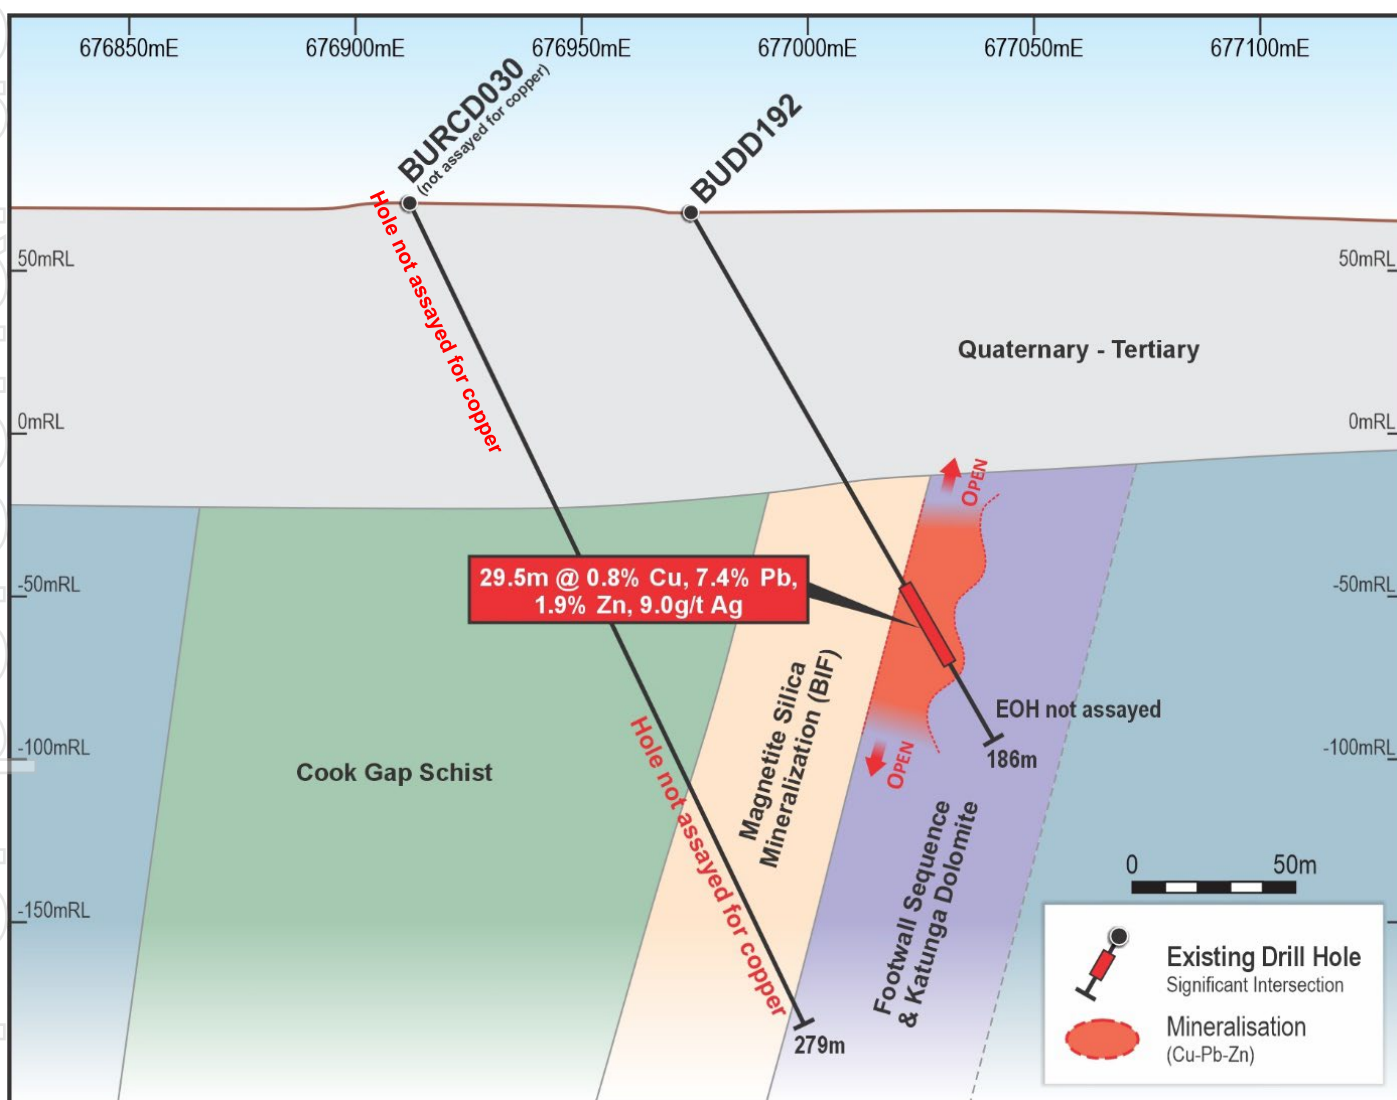 676850mE
676900mE
676950mE
677000mE
677050mE
677100mE
BURCD030
(not assayed for copper)
BUDD192
Hole not assayed for copper
50mRL
50mRL
Quaternary - Tertiary
0mRL
0mRL
OPEN
-50mRL
-50mRL
29.5m @ 0.8% Cu, 7.4% Pb,
1.9% Zn, 9.0g/t Ag
Magnetite Silica
Mineralization (BIF)
EOH not assayed
186m
-100mRL
-100mRL
OPEN
Cook Gap Schist
Hole not assayed for copper
Footwall Sequence
& Katunga Dolomite
0
50m
-150mRL
279m
Existing Drill Hole
Significant Intersection
Mineralisation
(Cu-Pb-Zn)